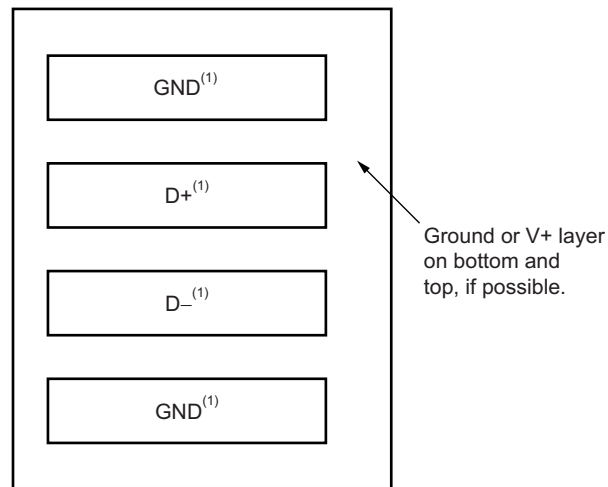 GND(1)
D+(1)
Ground or V+ layer
on bottom and
top, if possible.
D–(1)
GND(1)